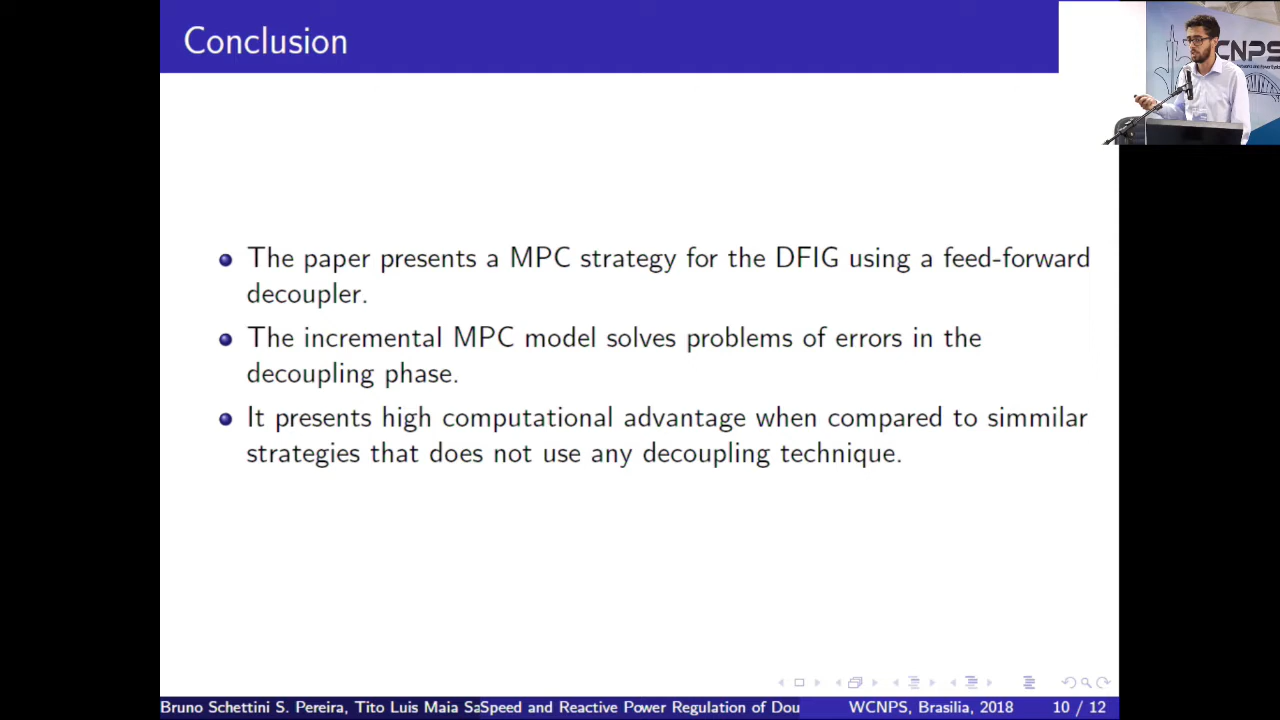 Conclusion
CNPS
The paper presents a MPC strategy for the DFIG using a feed-forward
decoupler.
The incremental MPC model solves problems of errors in the
decoupling phase.
It presents high computational advantage when compared to simmilar
strategies that does not use any decoupling technique.
Bruno Schettini S. Pereira, Tito Luis Maia Sa
Speed and Reactive Power Regulation of Dou
WCNPS, Brasilia, 2018
10 / 12